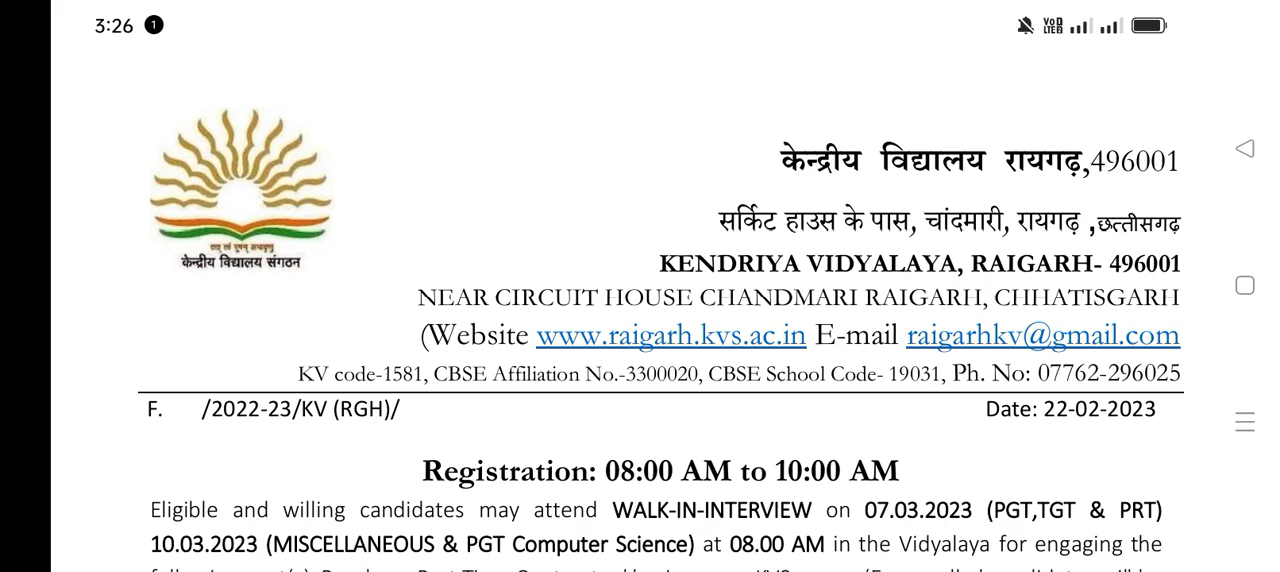 3:26 1
VoD LTE2
केन्द्रीय विद्यालय रायगढ़,496001
सर्किट हाउस के पास, चांदमारी, रायगढ़ ,छत्तीसगढ़
केन्द्रीय विद्यालय संगठन
KENDRIYA VIDYALAYA, RAIGARH- 496001
NEAR CIRCUIT HOUSE CHANDMARI RAIGARH, CHHATISGARH
(Website www.raigarh.kvs.ac.in E-mail raigarhkv@gmail.com
KV code-1581, CBSE Affiliation No.-3300020, CBSE School Code- 19031, Ph. No: 07762-296025
F. /2022-23/KV (RGH)/ Date: 22-02-2023
Registration: 08:00 AM to 10:00 AM
Eligible and willing candidates may attend WALK-IN-INTERVIEW on 07.03.2023 (PGT,TGT & PRT)
10.03.2023 (MISCELLANEOUS & PGT Computer Science) at 08.00 AM in the Vidyalaya for engaging the